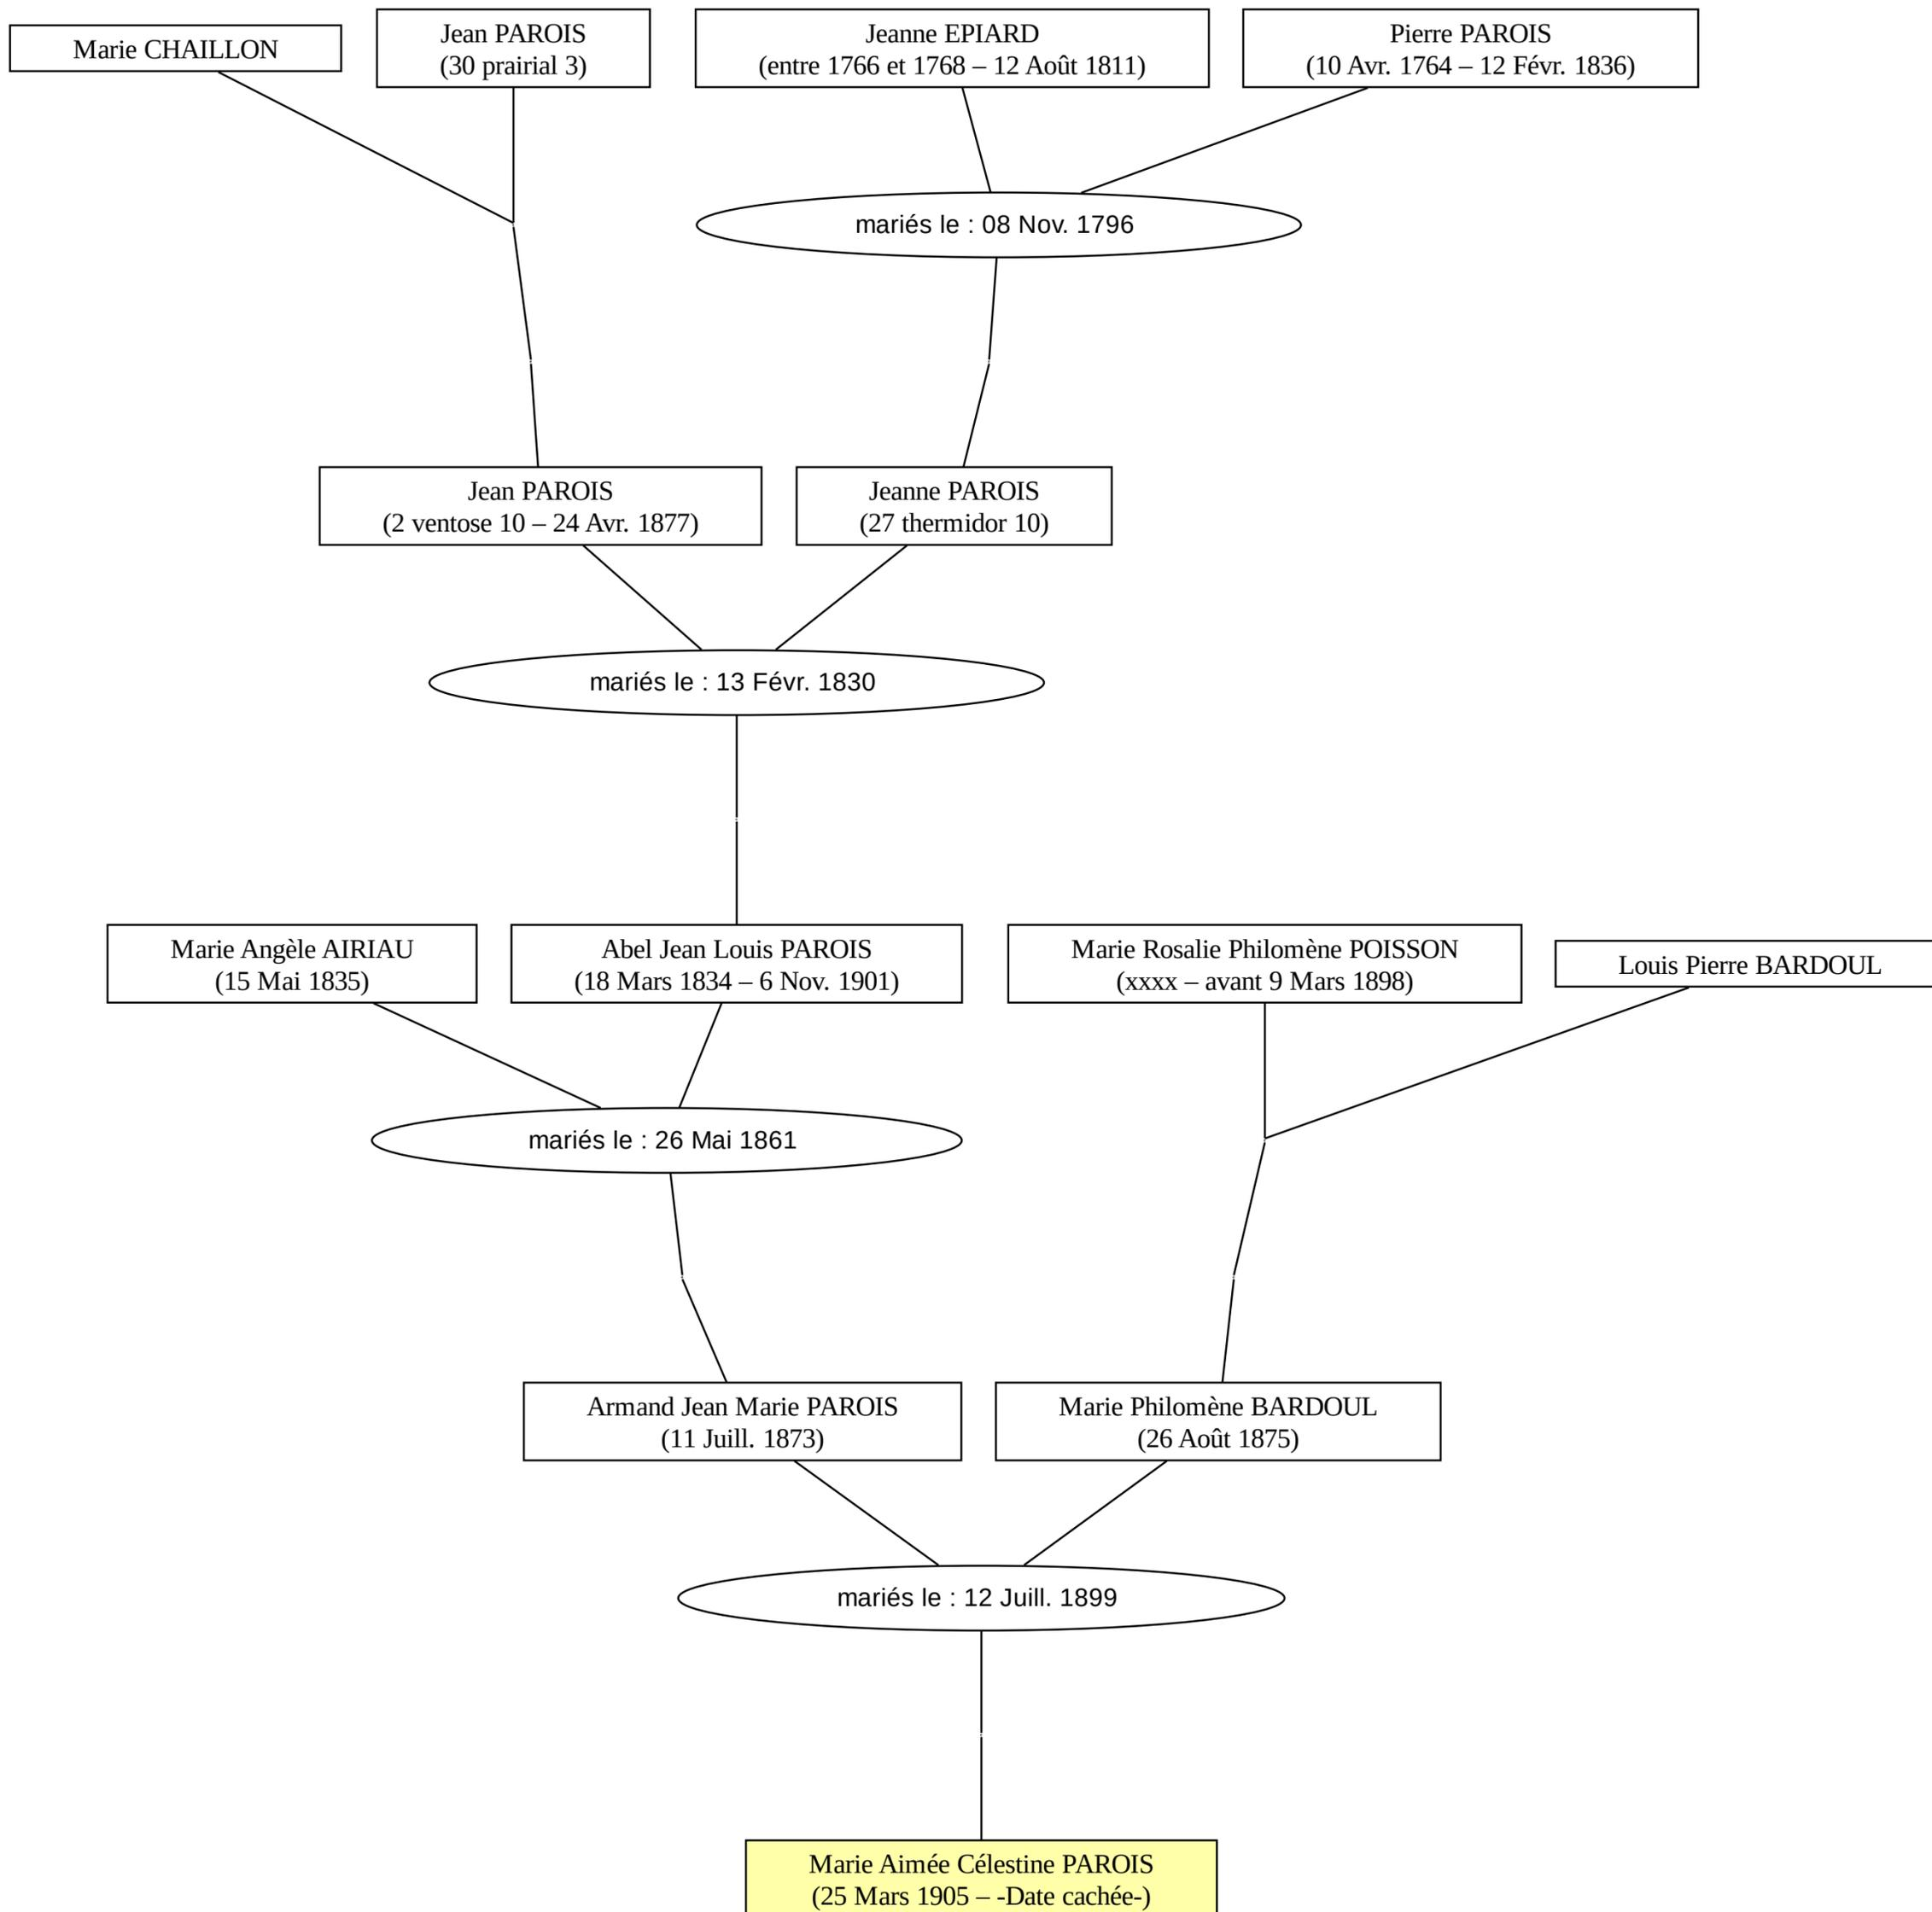 Marie CHAILLON
Jean PAROIS
(30 prairial 3)
Jeanne EPIARD
(entre 1766 et 1768 – 12 Août 1811)
Pierre PAROIS
(10 Avr. 1764 – 12 Févr. 1836)
mariés le : 08 Nov. 1796
Jean PAROIS
(2 ventose 10 – 24 Avr. 1877)
Jeanne PAROIS
(27 thermidor 10)
mariés le : 13 Févr. 1830
Marie Angèle AIRIAU
(15 Mai 1835)
Abel Jean Louis PAROIS
(18 Mars 1834 – 6 Nov. 1901)
Marie Rosalie Philomène POISSON
(xxxx – avant 9 Mars 1898)
Louis Pierre BARDOUL
mariés le : 26 Mai 1861
Armand Jean Marie PAROIS
(11 Juill. 1873)
Marie Philomène BARDOUL
(26 Août 1875)
mariés le : 12 Juill. 1899
Marie Aimée Célestine PAROIS
(25 Mars 1905 – -Date cachée-)